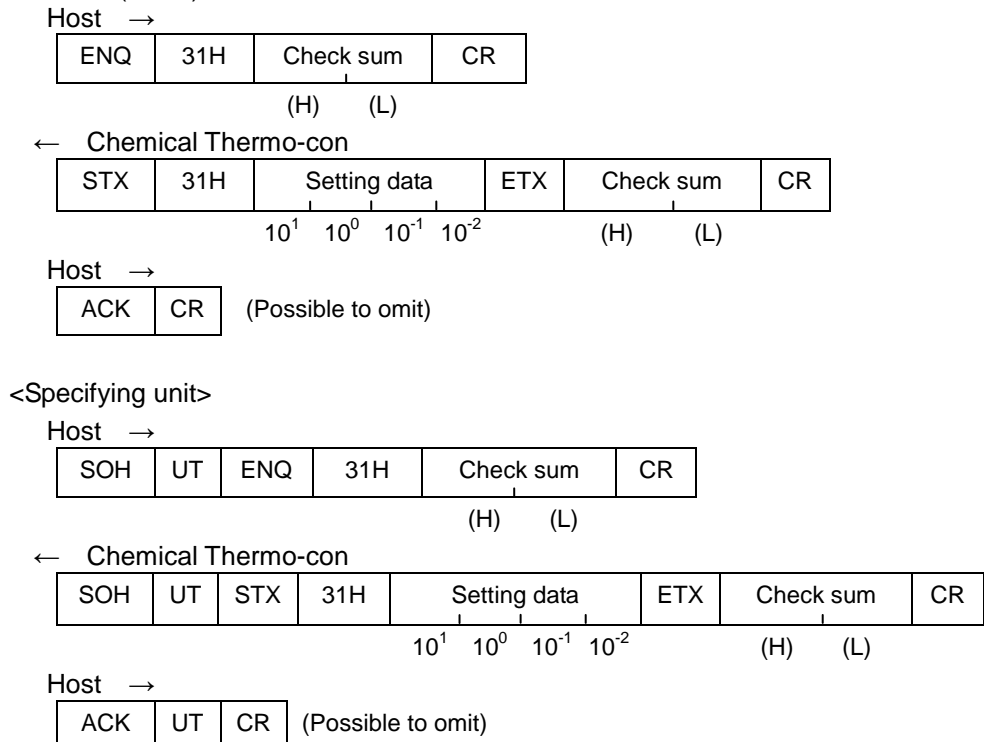 Host →
ENQ 31H Check sum CR
(H) (L)
← Chemical Thermo-con
STX 31H Setting data ETX Check sum CR
10¹ 10⁰ 10⁻¹ 10⁻² (H) (L)
Host →
ACK CR (Possible to omit)
<Specifying unit>
Host →
SOH UT ENQ 31H Check sum CR
(H) (L)
← Chemical Thermo-con
SOH UT STX 31H Setting data ETX Check sum CR
10¹ 10⁰ 10⁻¹ 10⁻² (H) (L)
Host →
ACK UT CR (Possible to omit)